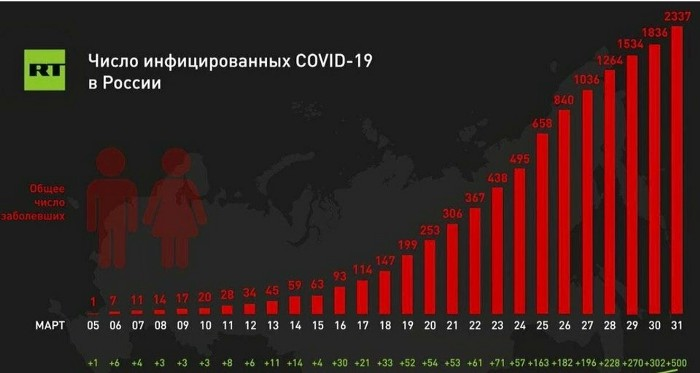 RT
Число инфицированных COVID-19
в России
Общее
число
заболевших
1 7 11 14 17 20 28 34 45 59 63 93 114 147 199 253 306 367 438 495 658 840 1036 1264 1534 1836 2337
МАРТ 05 06 07 08 09 10 11 12 13 14 15 16 17 18 19 20 21 22 23 24 25 26 27 28 29 30 31
+1 +6 +4 +3 +3 +3 +8 +6 +11 +14 +4 +30 +21 +33 +52 +54 +53 +61 +71 +57 +163 +182 +196 +228 +270 +302 +500